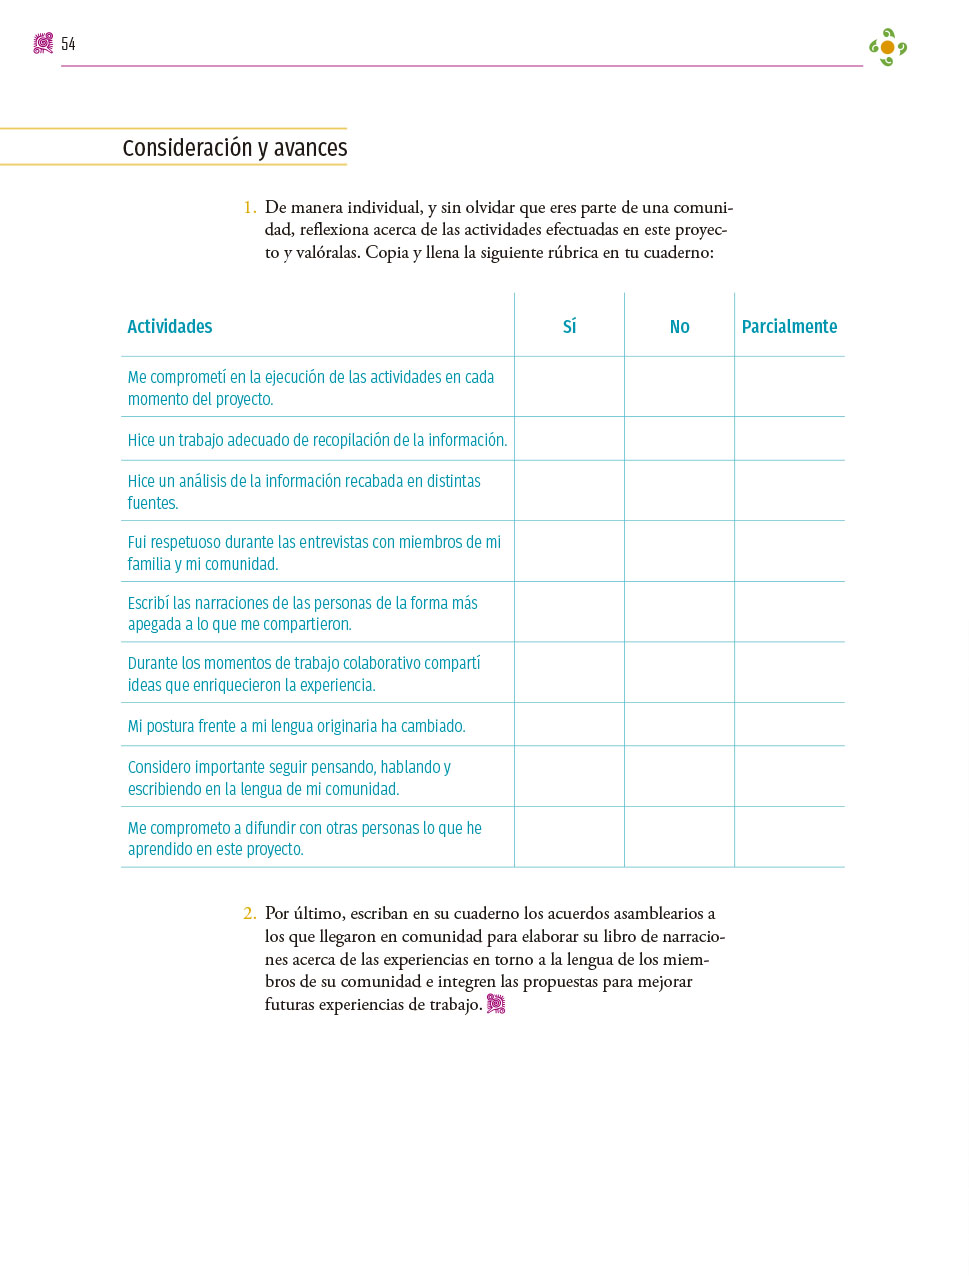 54
Consideración y avances
1. De manera individual, y sin olvidar que eres parte de una comuni-
dad, reflexiona acerca de las actividades efectuadas en este proyec-
to y valóralas. Copia y llena la siguiente rúbrica en tu cuaderno:
Actividades Sí No Parcialmente
Me comprometí en la ejecución de las actividades en cada
momento del proyecto.
Hice un trabajo adecuado de recopilación de la información.
Hice un análisis de la información recabada en distintas
fuentes.
Fui respetuoso durante las entrevistas con miembros de mi
familia y mi comunidad.
Escribí las narraciones de las personas de la forma más
apegada a lo que me compartieron.
Durante los momentos de trabajo colaborativo compartí
ideas que enriquecieron la experiencia.
Mi postura frente a mi lengua originaria ha cambiado.
Considero importante seguir pensando, hablando y
escribiendo en la lengua de mi comunidad.
Me comprometo a difundir con otras personas lo que he
aprendido en este proyecto.
2. Por último, escriban en su cuaderno los acuerdos asamblearios a
los que llegaron en comunidad para elaborar su libro de narracio-
nes acerca de las experiencias en torno a la lengua de los miem-
bros de su comunidad e integren las propuestas para mejorar
futuras experiencias de trabajo.